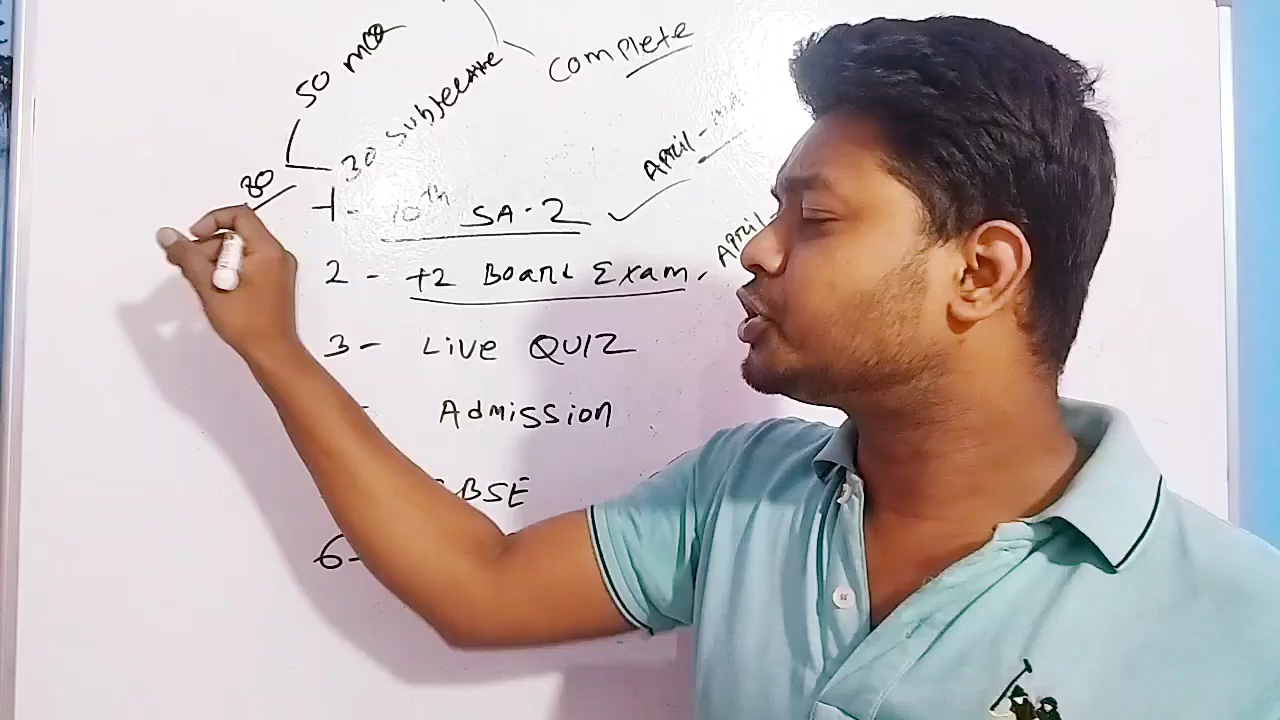 50 MCQ
Complete
30 Subjective
80
April -
1- 10th SA-2
April
2 - +2 Board Exam,
3 - Live QUIZ
Admission
BSE
6-